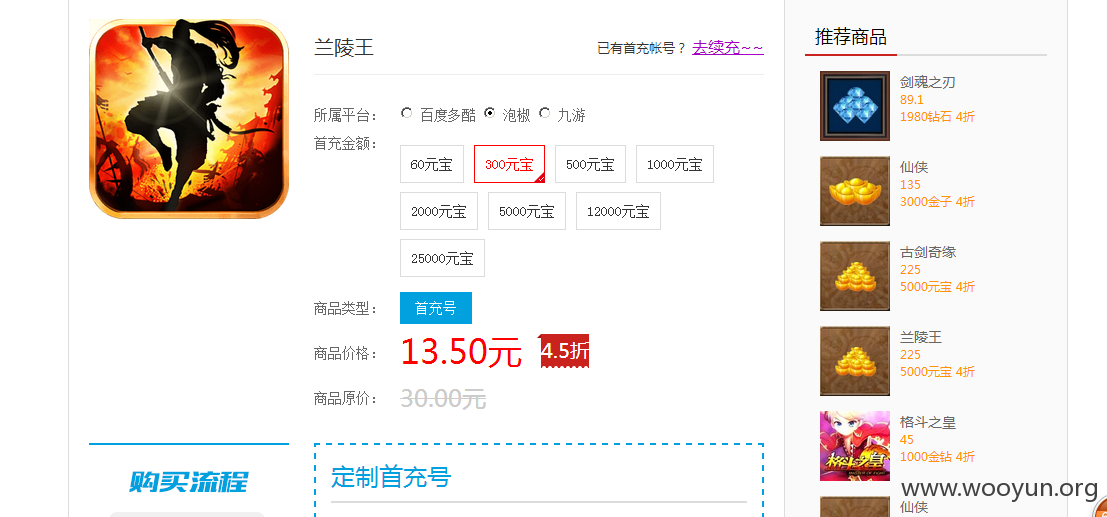 兰陵王
已有首充帐号？ 去续充~~
所属平台： 百度多酷 泡椒 九游
首充金额：
60元宝 300元宝 500元宝 1000元宝
2000元宝 5000元宝 12000元宝
25000元宝
商品类型： 首充号
商品价格： 13.50元 4.5折
商品原价： 30.00元
购买流程
定制首充号
推荐商品
剑魂之刃
89.1
1980钻石 4折
仙侠
135
3000金子 4折
古剑奇缘
225
5000元宝 4折
兰陵王
225
5000元宝 4折
格斗之皇
格斗之皇
45
1000金钻 4折
仙侠
www.wooyun.org